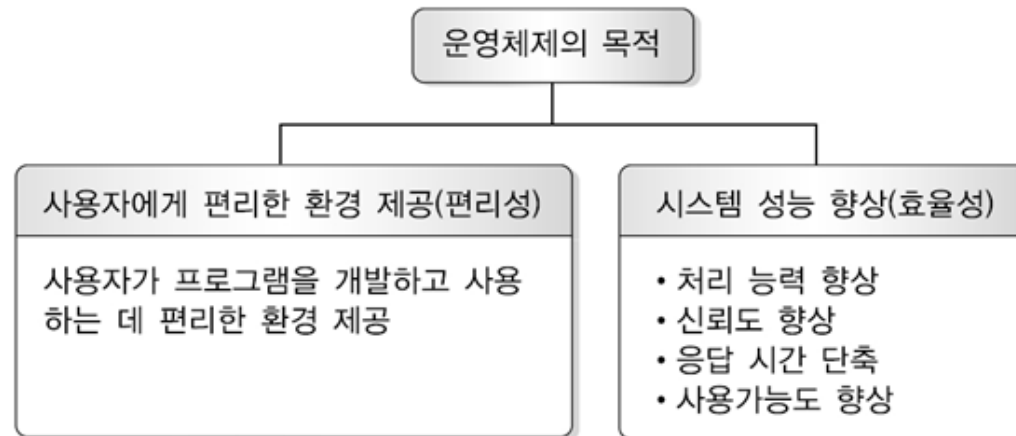 운영체제의 목적
사용자에게 편리한 환경 제공(편리성)
사용자가 프로그램을 개발하고 사용
하는 데 편리한 환경 제공
시스템 성능 향상(효율성)
• 처리 능력 향상
• 신뢰도 향상
• 응답 시간 단축
• 사용가능도 향상